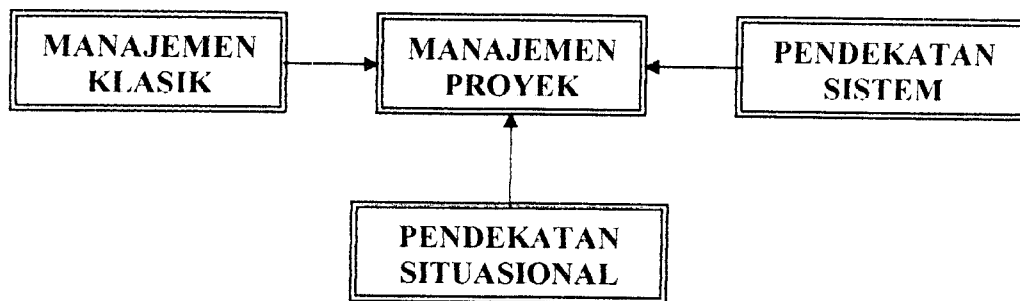 MANAJEMEN
KLASIK
MANAJEMEN
PROYEK
PENDEKATAN
SISTEM
PENDEKATAN
SITUASIONAL